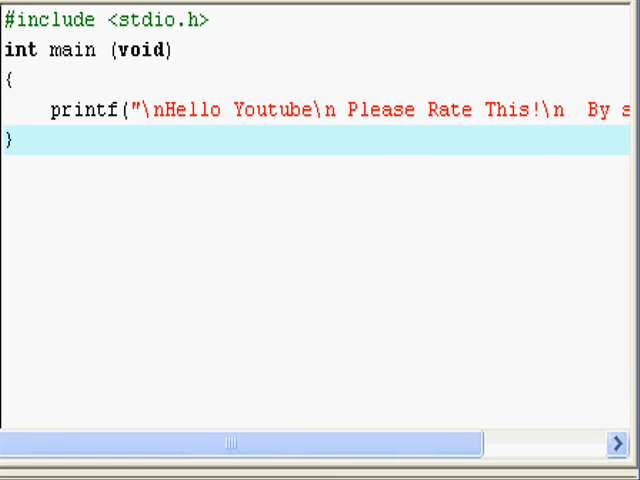 #include <stdio.h>
int main (void)
{
printf("\nHello Youtube\n Please Rate This!\n  By
}